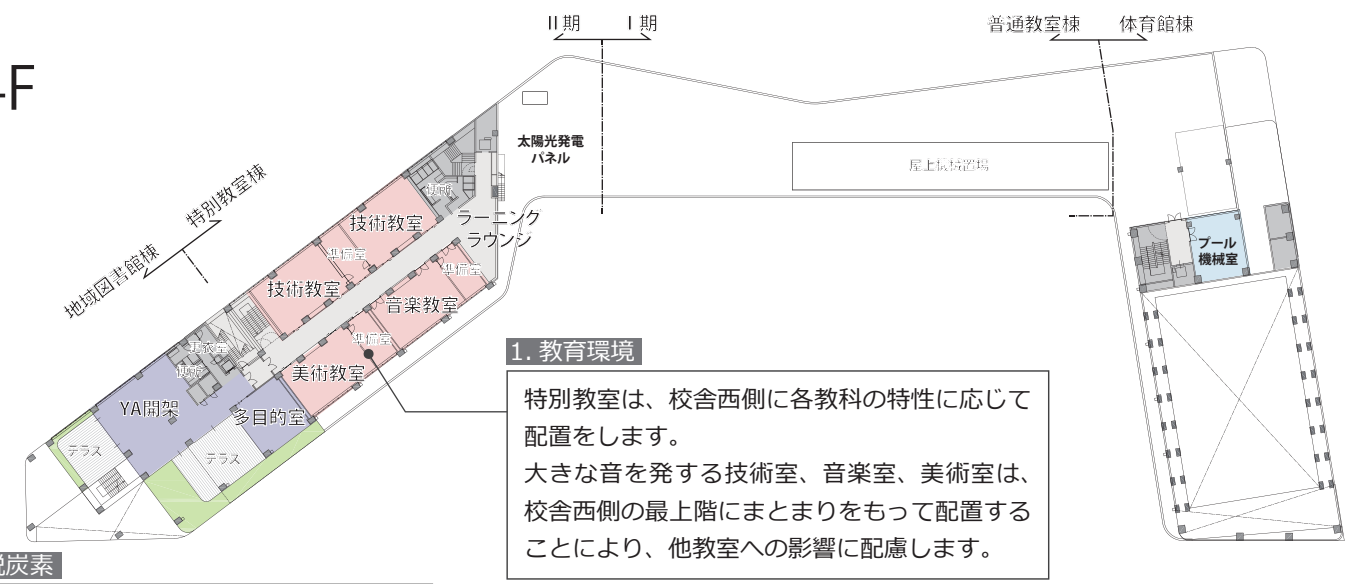 II期 I期
普通教室棟 体育館棟
4F
太陽光発電
パネル
屋上機械置場
特別教室棟
地域図書館棟
便所
技術教室
ラーニング
ラウンジ
準備室
準備室
プール
機械室
技術教室
音楽教室
準備室
更衣室
便所
美術教室
YA開架
多目的室
テラス
テラス
1. 教育環境
特別教室は、校舎西側に各教科の特性に応じて
配置をします。
大きな音を発する技術室、音楽室、美術室は、
校舎西側の最上階にまとまりをもって配置する
ことにより、他教室への影響に配慮します。
脱炭素